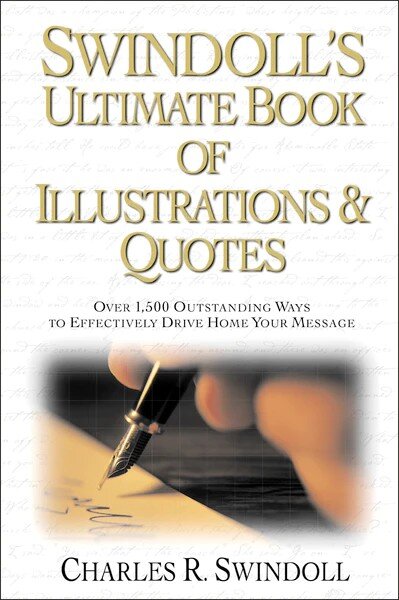 SWINDOLL'S
ULTIMATE BOOK
OF
ILLUSTRATIONS &
QUOTES
OVER 1,500 OUTSTANDING WAYS
TO EFFECTIVELY DRIVE HOME YOUR MESSAGE
CHARLES R. SWINDOLL